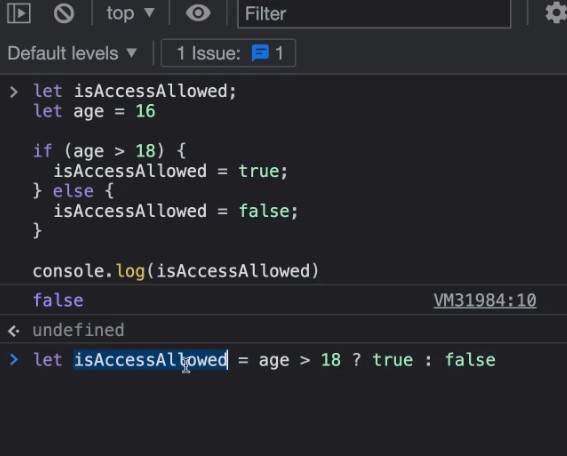 top ▼ Filter
Default levels ▼ 1 Issue: 1
> let isAccessAllowed;
let age = 16
if (age > 18) {
isAccessAllowed = true;
} else {
isAccessAllowed = false;
}
console.log(isAccessAllowed)
false VM31984:10
undefined
> let isAccessAllowed = age > 18 ? true : false